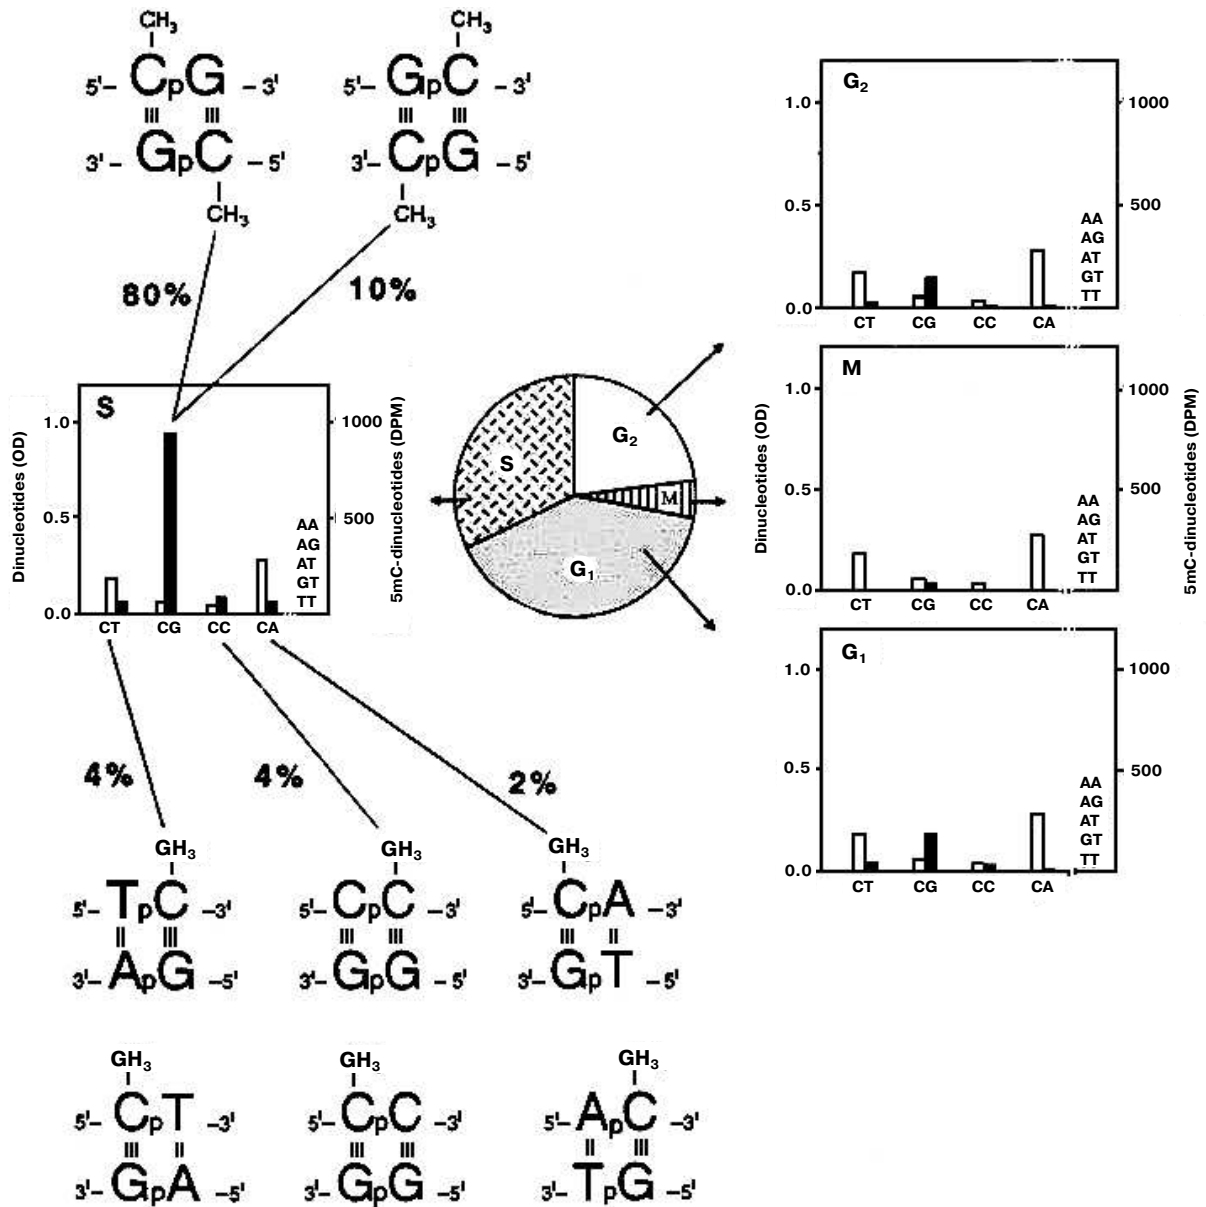 CH₃ CH₃
5'– CpG – 3' 5'– GpC – 3'
3'– GpC – 5' 3'– CpG – 5'
CH₃ CH₃
80% 10%
S
1.0 1000
0.5 500
0.0
Dinucleotides (OD)
5mC-dinucleotides (DPM)
AA
AG
AT
GT
TT
CT CG CC CA
S
G₂
M
G₁
G₂
1.0 1000
0.5 500
0.0
AA
AG
AT
GT
TT
CT CG CC CA
M
1.0 1000
0.5 500
0.0
Dinucleotides (OD)
5mC-dinucleotides (DPM)
AA
AG
AT
GT
TT
CT CG CC CA
G₁
1.0 1000
0.5 500
0.0
AA
AG
AT
GT
TT
CT CG CC CA
4% 4% 2%
GH₃ GH₃ GH₃
5'– TpC –3' 5'– CpC –3' 5'– CpA –3'
3'– ApG –5' 3'– GpG – 5' 3'– GpT – 5'
GH₃ GH₃ GH₃
5'– CpT –3' 5'– CpC –3' 5'– ApC –3'
3'– GpA –5' 3'– GpG –5' 3'– TpG –5'